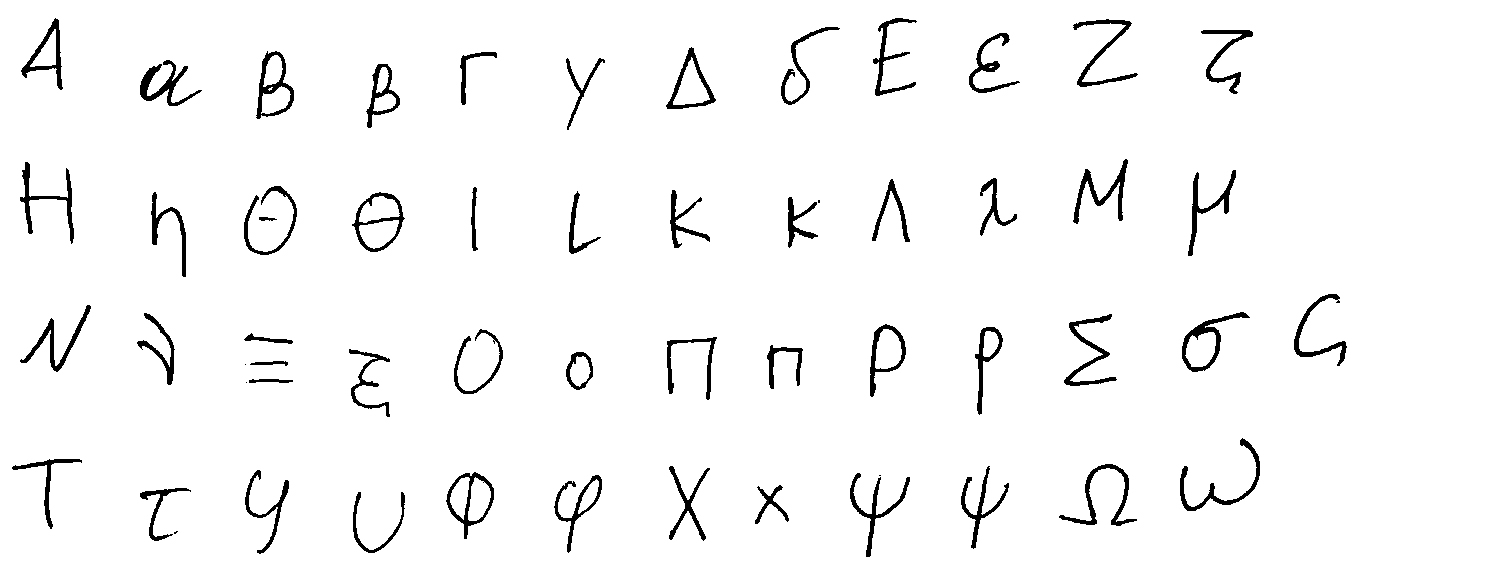 Α α Β β Γ γ Δ δ Ε ε Ζ ζ
Η η Θ θ Ι ι Κ κ Λ λ Μ μ
Ν ν Ξ ξ Ο ο Π π Ρ ρ Σ σ ς
Τ τ Υ υ Φ φ Χ χ Ψ ψ Ω ω